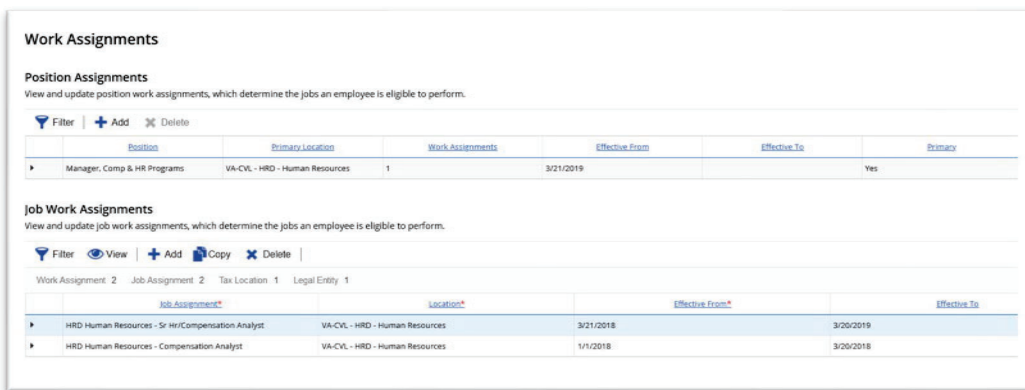 Work Assignments
Position Assignments
View and update position work assignments, which determine the jobs an employee is eligible to perform.
Filter Add Delete
Position Primary Location Work Assignments Effective From Effective To Primary
Manager, Comp & HR Programs VA-CVL - HRD - Human Resources 1 3/21/2019 Yes
Job Work Assignments
View and update job work assignments, which determine the jobs an employee is eligible to perform.
Filter View Add Copy Delete
Work Assignment 2 Job Assignment 2 Tax Location 1 Legal Entity 1
Job Assignment* Location* Effective From* Effective To
HRD Human Resources - Sr Hr/Compensation Analyst VA-CVL - HRD - Human Resources 3/21/2018 3/20/2019
HRD Human Resources - Compensation Analyst VA-CVL - HRD - Human Resources 1/1/2018 3/20/2018